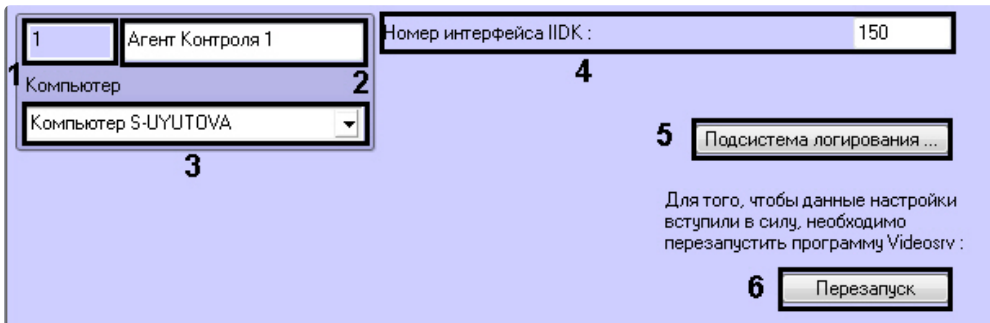 1 Агент Контроля 1 Номер интерфейса IIDK : 150
1 2 4
Компьютер
Компьютер S-UYUTOVA
3
5 Подсистема логирования ...
Для того, чтобы данные настройки
вступили в силу, необходимо
перезапустить программу Videosrv :
6 Перезапуск